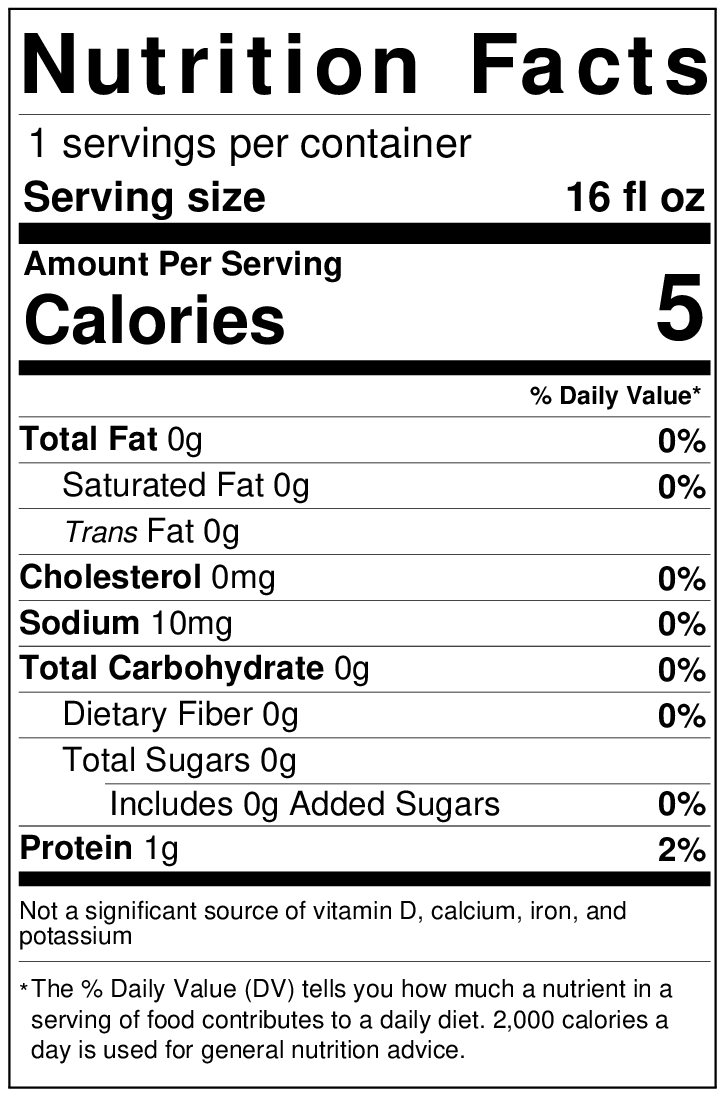 Nutrition Facts
1 servings per container
Serving size 16 fl oz
Amount Per Serving
Calories 5
% Daily Value*
Total Fat 0g 0%
Saturated Fat 0g 0%
Trans Fat 0g
Cholesterol 0mg 0%
Sodium 10mg 0%
Total Carbohydrate 0g 0%
Dietary Fiber 0g 0%
Total Sugars 0g
Includes 0g Added Sugars 0%
Protein 1g 2%
Not a significant source of vitamin D, calcium, iron, and
potassium
*The % Daily Value (DV) tells you how much a nutrient in a
serving of food contributes to a daily diet. 2,000 calories a
day is used for general nutrition advice.